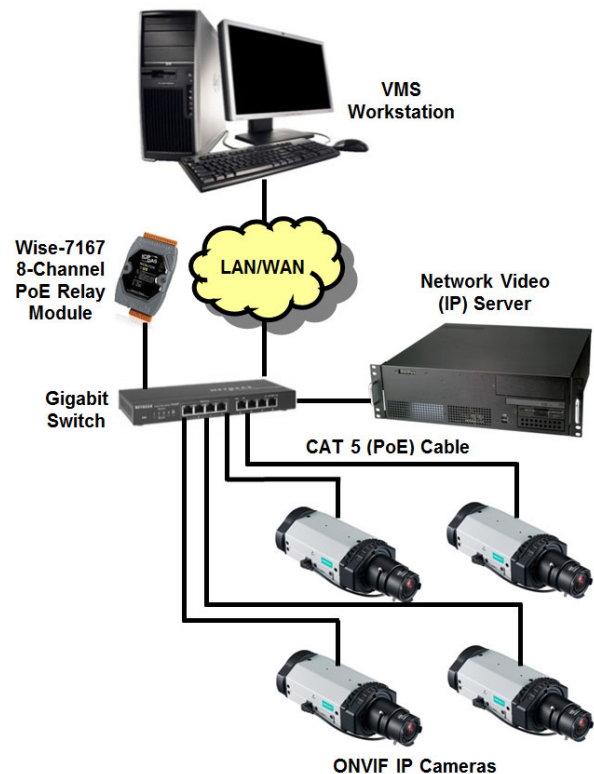 VMS
Workstation
Wise-7167
8-Channel
PoE Relay
Module
LAN/WAN
Network Video
(IP) Server
Gigabit
Switch
NETGEAR
CAT 5 (PoE) Cable
ONVIF IP Cameras